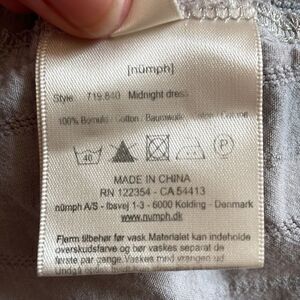 [nümph]
Style: 719.840 Midnight dress
100% Bomuld / Cotton / Baumwolle
40 P
MADE IN CHINA
RN 122354 - CA 54413
nümph A/S - Ibsvej 1-3 - 6000 Kolding - Denmark
www.numph.dk
Fjern tilbehør før vask. Materialet kan indeholde
overskudsfarve og bør vaskes separat de
første par gange. Vaskes med vrangen ud
Undgå